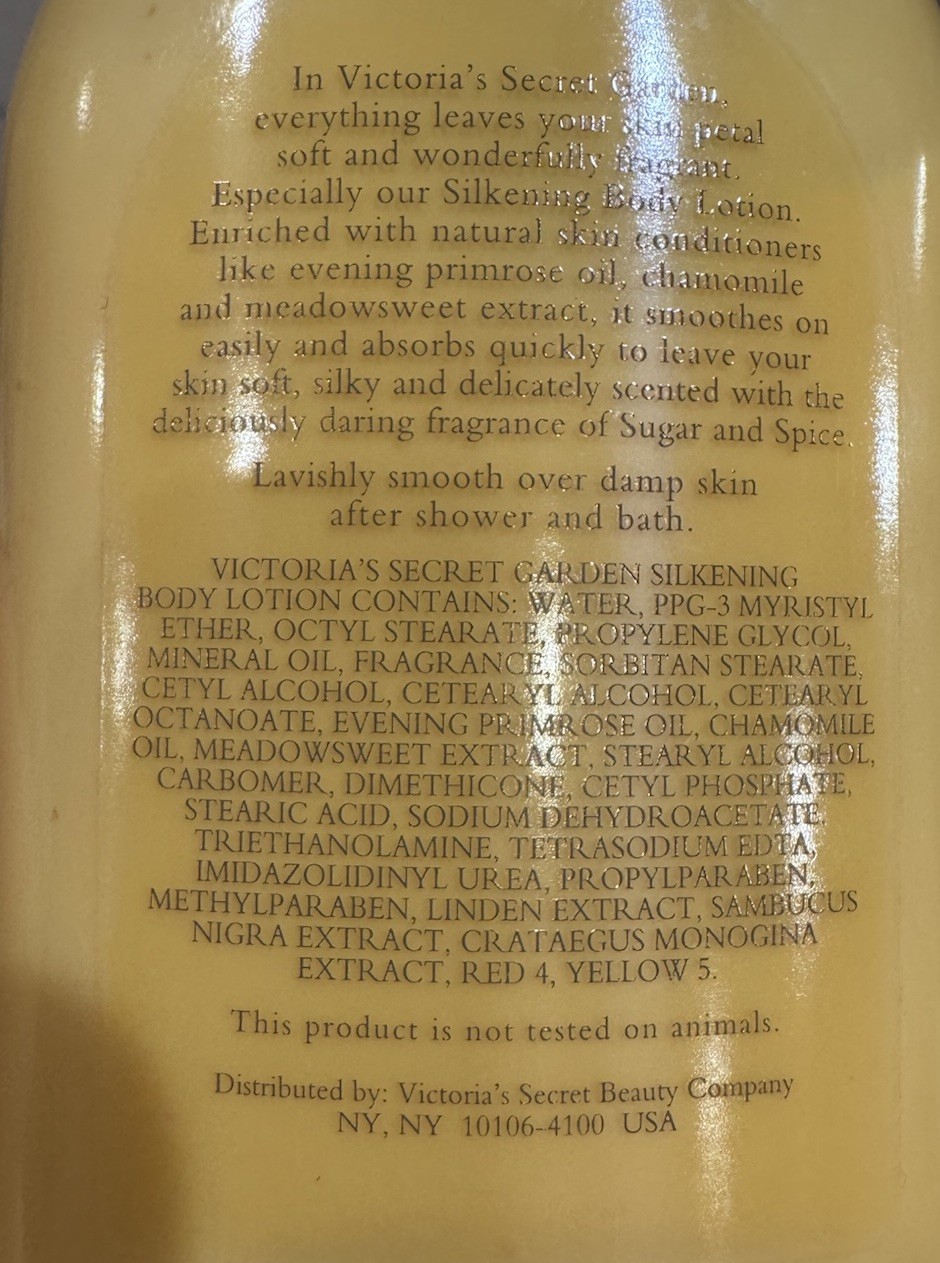 In Victoria's Secret Garden,
everything leaves your skin petal
soft and wonderfully fragrant.
Especially our Silkening Body Lotion.
Enriched with natural skin conditioners
like evening primrose oil, chamomile
and meadowsweet extract, it smoothes on
easily and absorbs quickly to leave your
skin soft, silky and delicately scented with the
deliciously daring fragrance of Sugar and Spice.
Lavishly smooth over damp skin
after shower and bath.
VICTORIA'S SECRET GARDEN SILKENING
BODY LOTION CONTAINS: WATER, PPG-3 MYRISTYL
ETHER, OCTYL STEARATE, PROPYLENE GLYCOL,
MINERAL OIL, FRAGRANCE, SORBITAN STEARATE,
CETYL ALCOHOL, CETEARYL ALCOHOL, CETEARYL
OCTANOATE, EVENING PRIMROSE OIL, CHAMOMILE
OIL, MEADOWSWEET EXTRACT, STEARYL ALCOHOL,
CARBOMER, DIMETHICONE, CETYL PHOSPHATE,
STEARIC ACID, SODIUM DEHYDROACETATE,
TRIETHANOLAMINE, TETRASODIUM EDTA,
IMIDAZOLIDINYL UREA, PROPYLPARABEN,
METHYLPARABEN, LINDEN EXTRACT, SAMBUCUS
NIGRA EXTRACT, CRATAEGUS MONOGINA
EXTRACT, RED 4, YELLOW 5.
This product is not tested on animals.
Distributed by: Victoria's Secret Beauty Company
NY, NY 10106-4100 USA